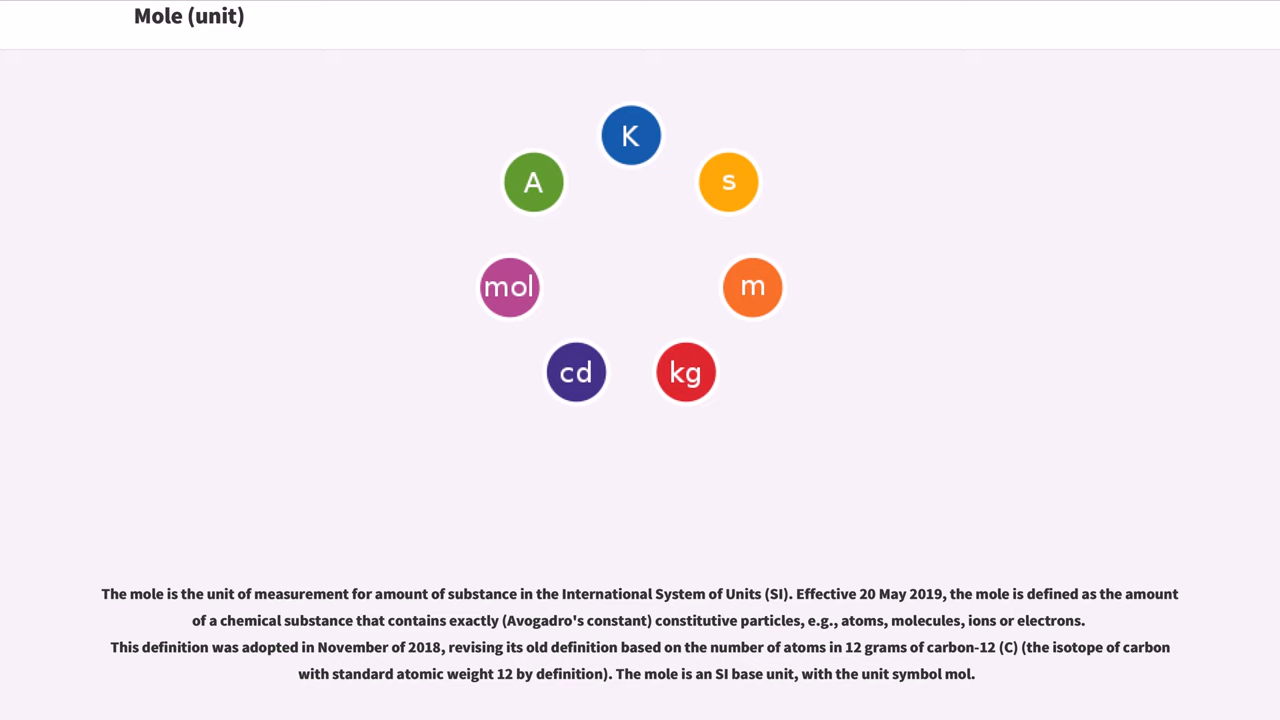 Mole (unit)
K
A
s
mol
m
cd
kg
The mole is the unit of measurement for amount of substance in the International System of Units (SI). Effective 20 May 2019, the mole is defined as the amount
of a chemical substance that contains exactly (Avogadro's constant) constitutive particles, e.g., atoms, molecules, ions or electrons.
This definition was adopted in November of 2018, revising its old definition based on the number of atoms in 12 grams of carbon-12 (C) (the isotope of carbon
with standard atomic weight 12 by definition). The mole is an SI base unit, with the unit symbol mol.